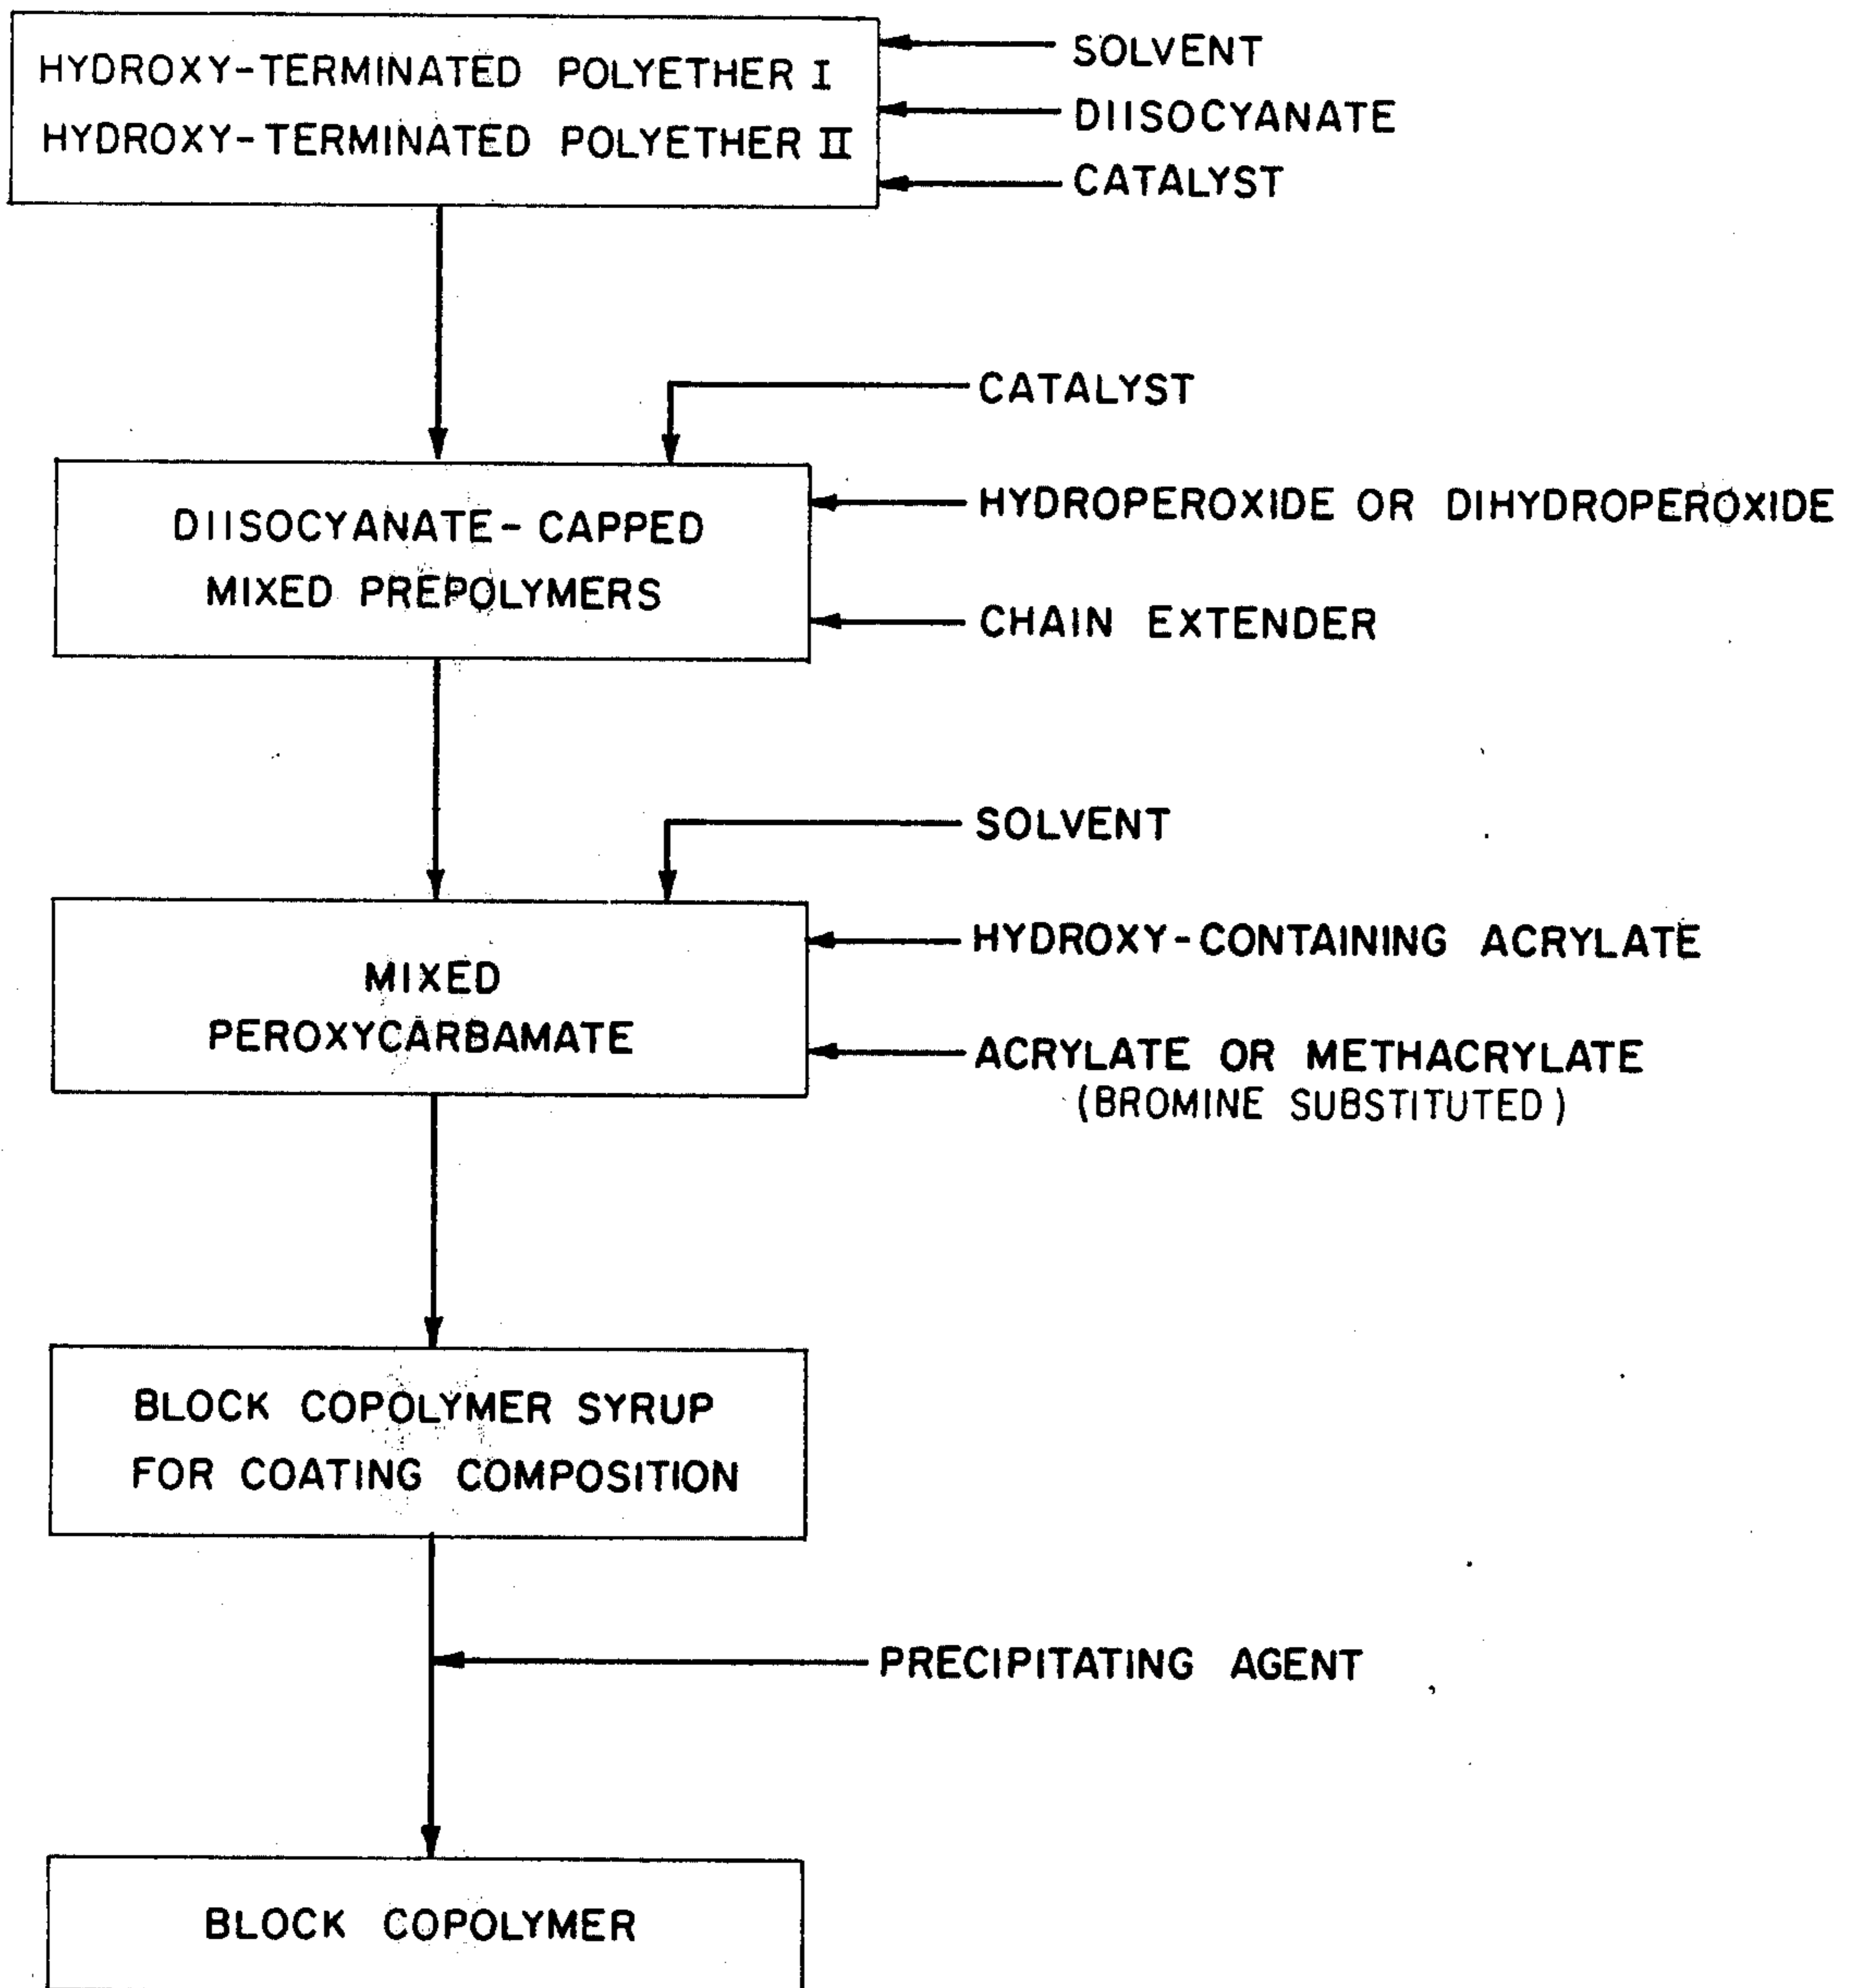 HYDROXY-TERMINATED POLYETHER I
HYDROXY-TERMINATED POLYETHER II
SOLVENT
DIISOCYANATE
CATALYST
CATALYST
DIISOCYANATE-CAPPED
MIXED PREPOLYMERS
HYDROPEROXIDE OR DIHYDROPEROXIDE
CHAIN EXTENDER
SOLVENT
MIXED
PEROXYCARBAMATE
HYDROXY-CONTAINING ACRYLATE
ACRYLATE OR METHACRYLATE
(BROMINE SUBSTITUTED)
BLOCK COPOLYMER SYRUP
FOR COATING COMPOSITION
PRECIPITATING AGENT
BLOCK COPOLYMER